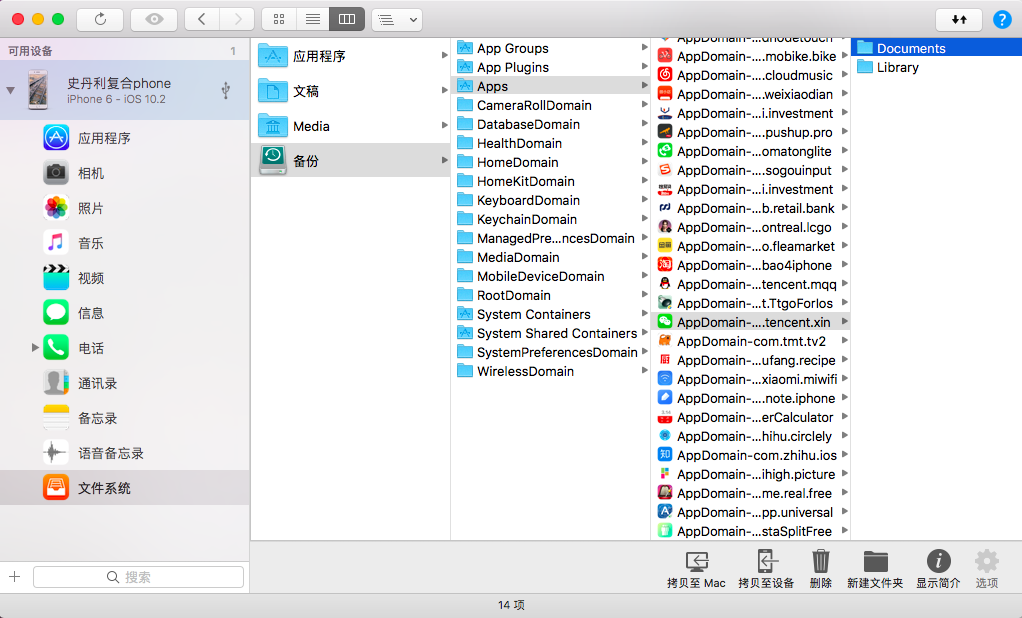 ?
可用设备
1
史丹利复合phone
iPhone 6 - iOS 10.2
应用程序
相机
照片
音乐
视频
信息
电话
通讯录
备忘录
语音备忘录
文件系统
搜索
应用程序
文稿
Media
备份
App Groups
App Plugins
Apps
CameraRollDomain
DatabaseDomain
HealthDomain
HomeDomain
HomeKitDomain
KeyboardDomain
KeychainDomain
ManagedPre...ncesDomain
MediaDomain
MobileDeviceDomain
RootDomain
System Containers
System Shared Containers
SystemPreferencesDomain
WirelessDomain
AppDomain-....mobike.bike
AppDomain-....cloudmusic
AppDomain-....weixiaodian
AppDomain-...i.investment
AppDomain-....pushup.pro
AppDomain-...omatonglite
AppDomain-....sogouinput
AppDomain-...i.investment
AppDomain-...b.retail.bank
AppDomain-...ontreal.lcgo
AppDomain-...o.fleamarket
AppDomain-...bao4iphone
AppDomain-...tencent.mqq
AppDomain-...t.TtgoForIos
AppDomain-....tencent.xin
AppDomain-com.tmt.tv2
AppDomain-...ufang.recipe
AppDomain-...xiaomi.miwifi
AppDomain-....note.iphone
AppDomain-...erCalculator
AppDomain-...hihu.circlely
AppDomain-com.zhihu.ios
AppDomain-...ihigh.picture
AppDomain-...me.real.free
AppDomain-...pp.universal
AppDomain-...staSplitFree
Documents
Library
拷贝至 Mac
拷贝至设备
删除
新建文件夹
显示简介
选项
14 项